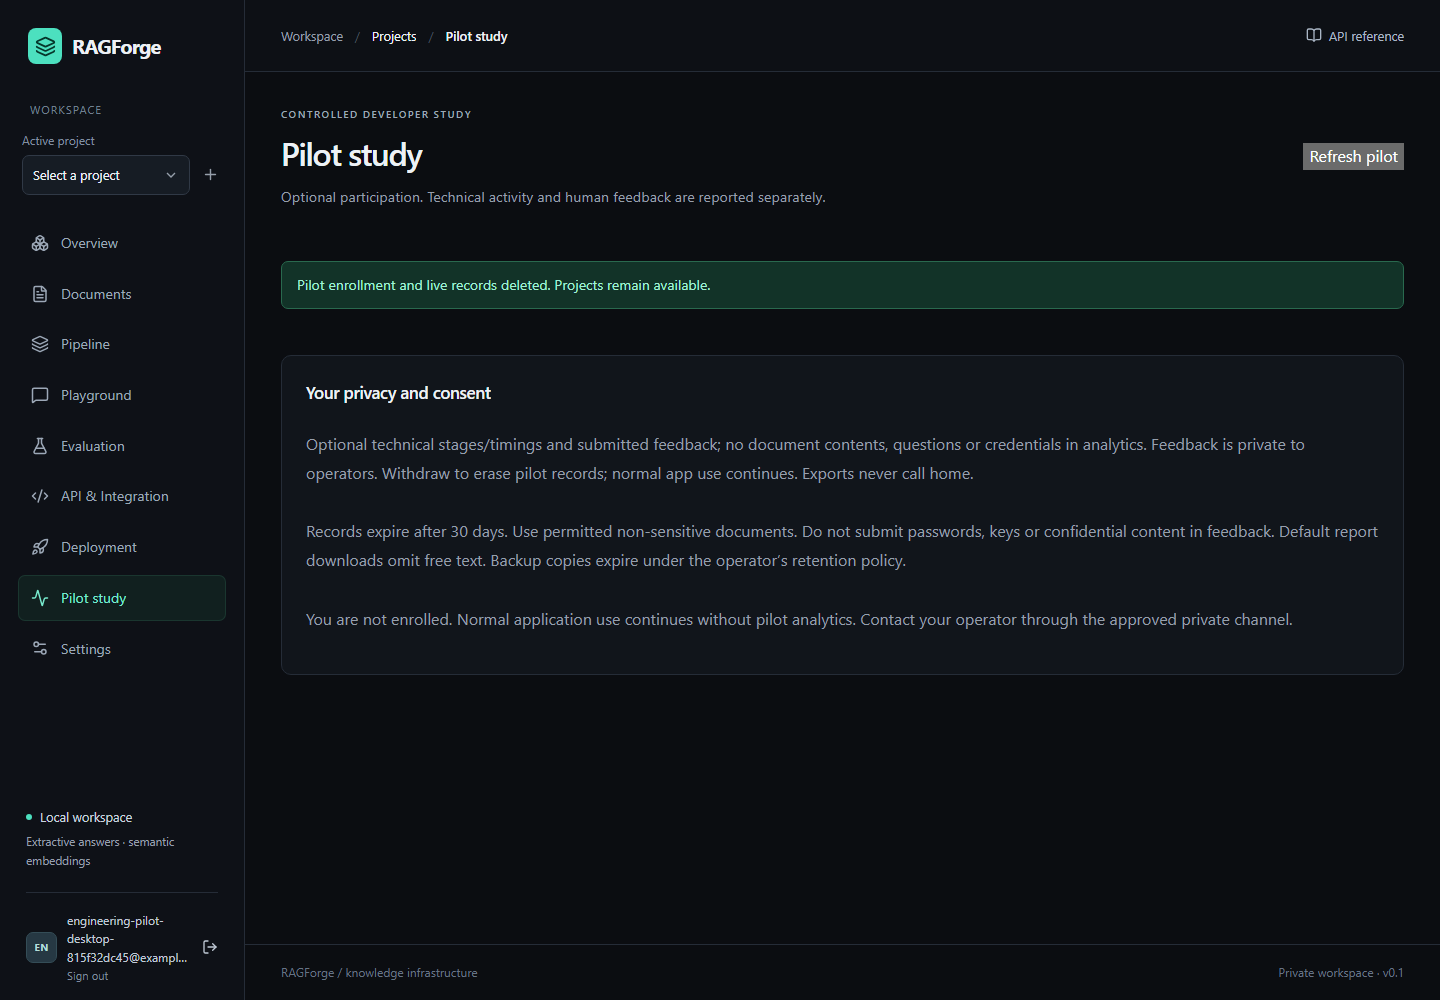 RAGForge
WORKSPACE
Active project
Select a project
Overview
Documents
Pipeline
Playground
Evaluation
API & Integration
Deployment
Pilot study
Settings
Local workspace
Extractive answers · semantic
embeddings
EN
engineering-pilot-
desktop-
815f32dc45@exampl...
Sign out
Workspace / Projects / Pilot study
API reference
CONTROLLED DEVELOPER STUDY
Pilot study
Refresh pilot
Optional participation. Technical activity and human feedback are reported separately.
Pilot enrollment and live records deleted. Projects remain available.
Your privacy and consent
Optional technical stages/timings and submitted feedback; no document contents, questions or credentials in analytics. Feedback is private to
operators. Withdraw to erase pilot records; normal app use continues. Exports never call home.
Records expire after 30 days. Use permitted non-sensitive documents. Do not submit passwords, keys or confidential content in feedback. Default report
downloads omit free text. Backup copies expire under the operator’s retention policy.
You are not enrolled. Normal application use continues without pilot analytics. Contact your operator through the approved private channel.
RAGForge / knowledge infrastructure
Private workspace · v0.1